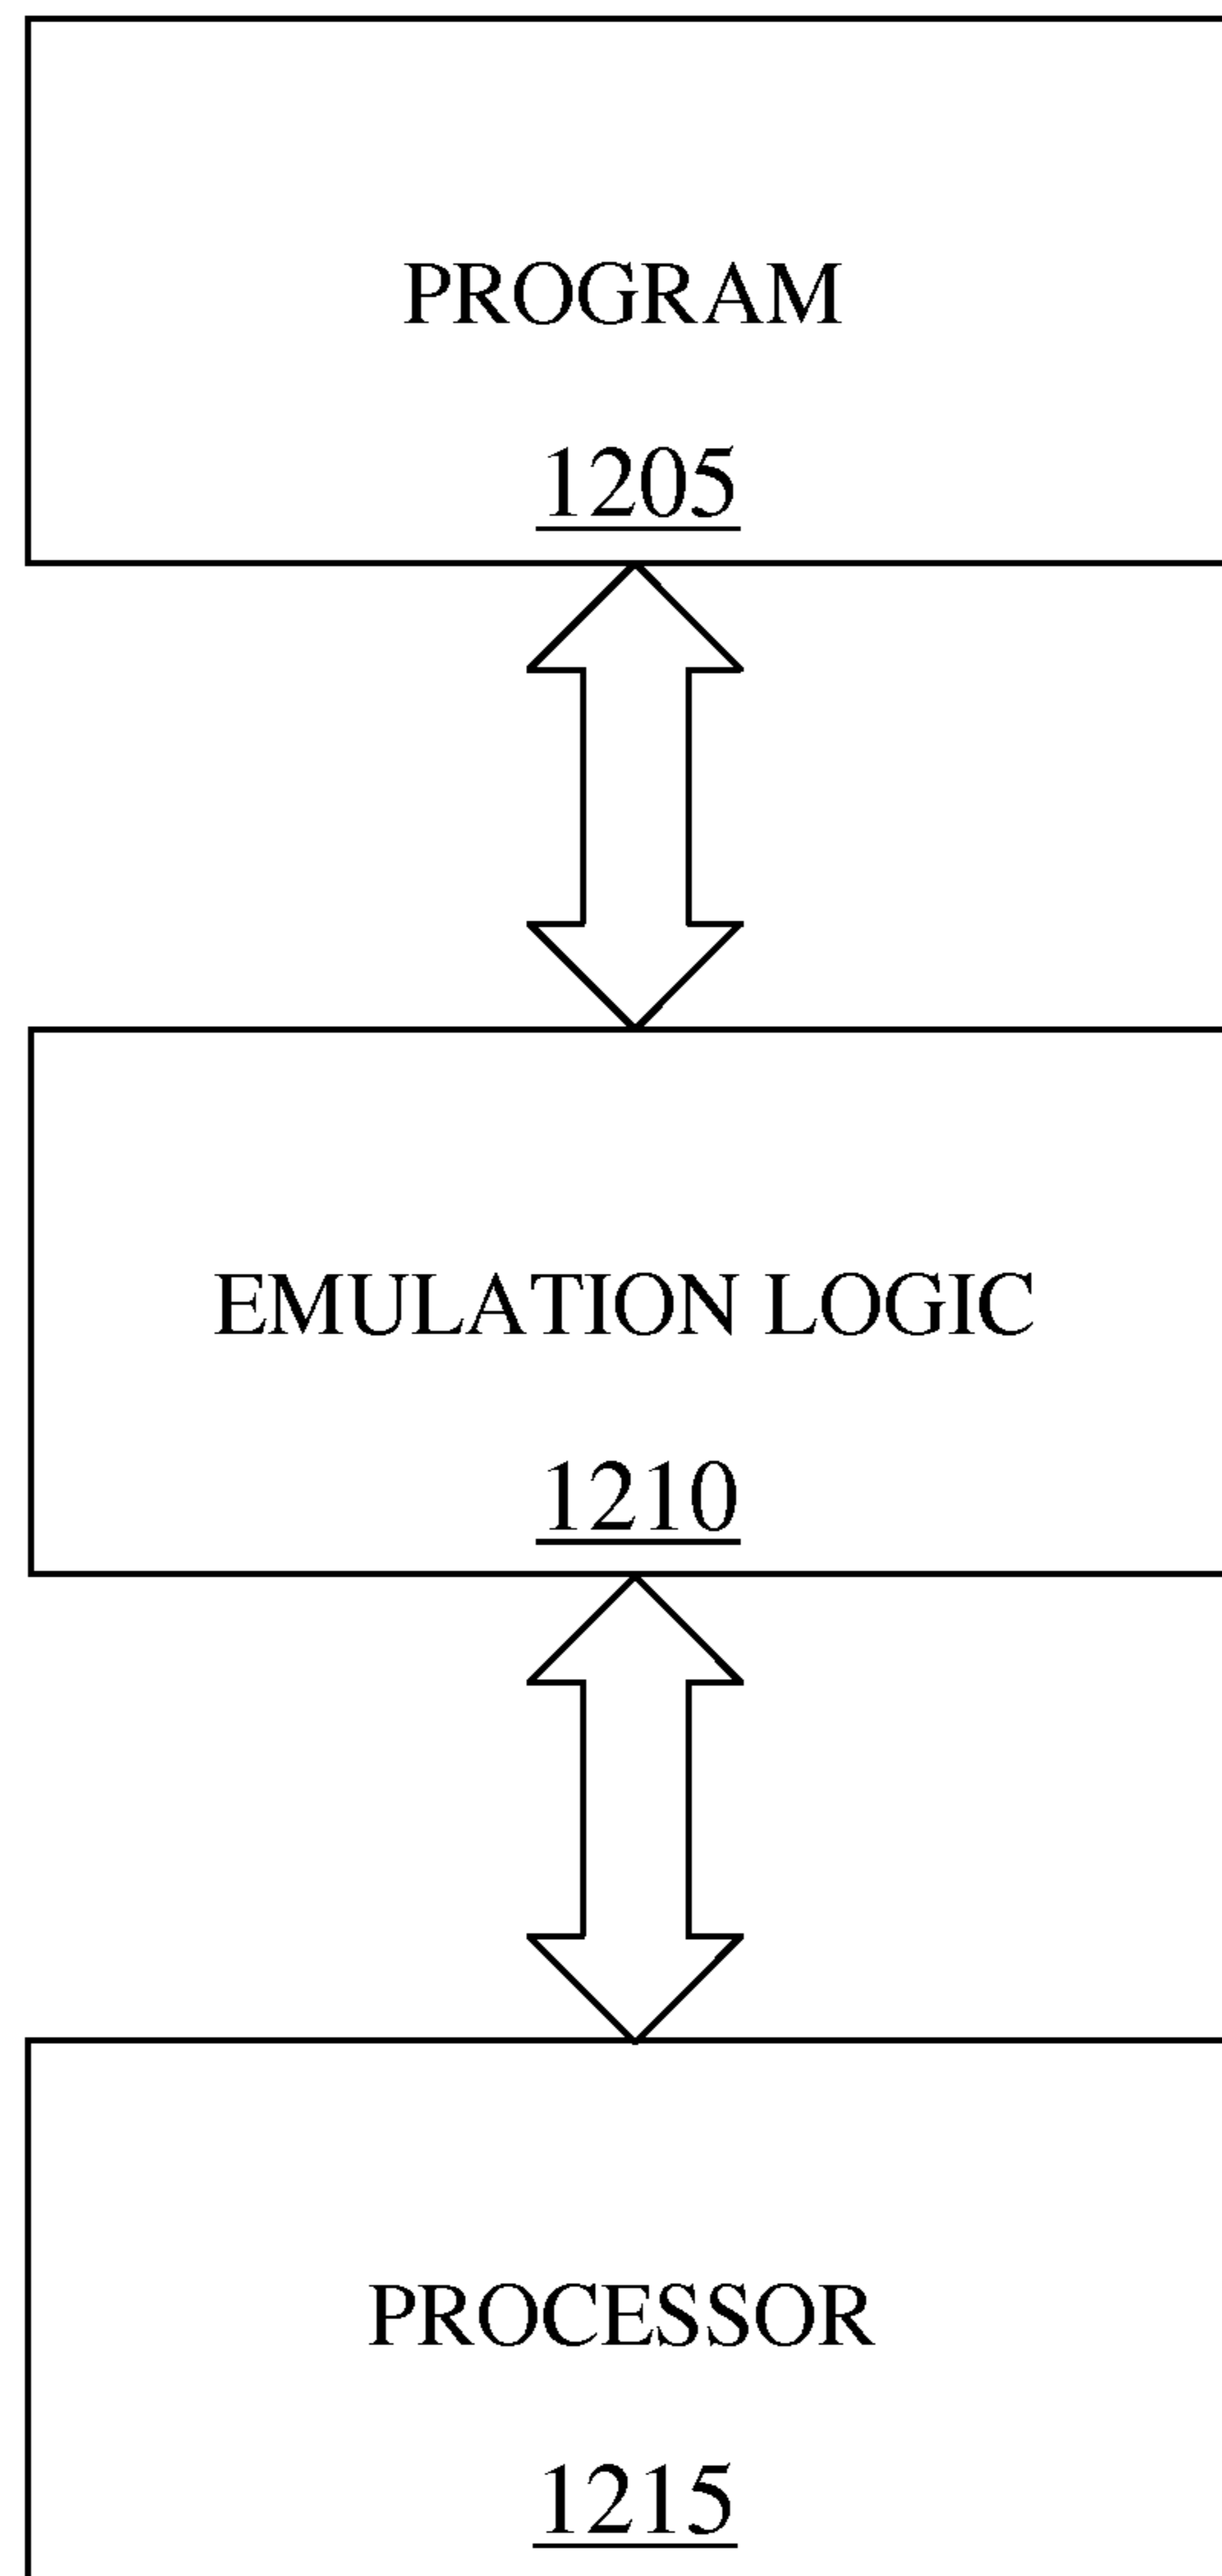 PROGRAM
1205
EMULATION LOGIC
1210
PROCESSOR
1215